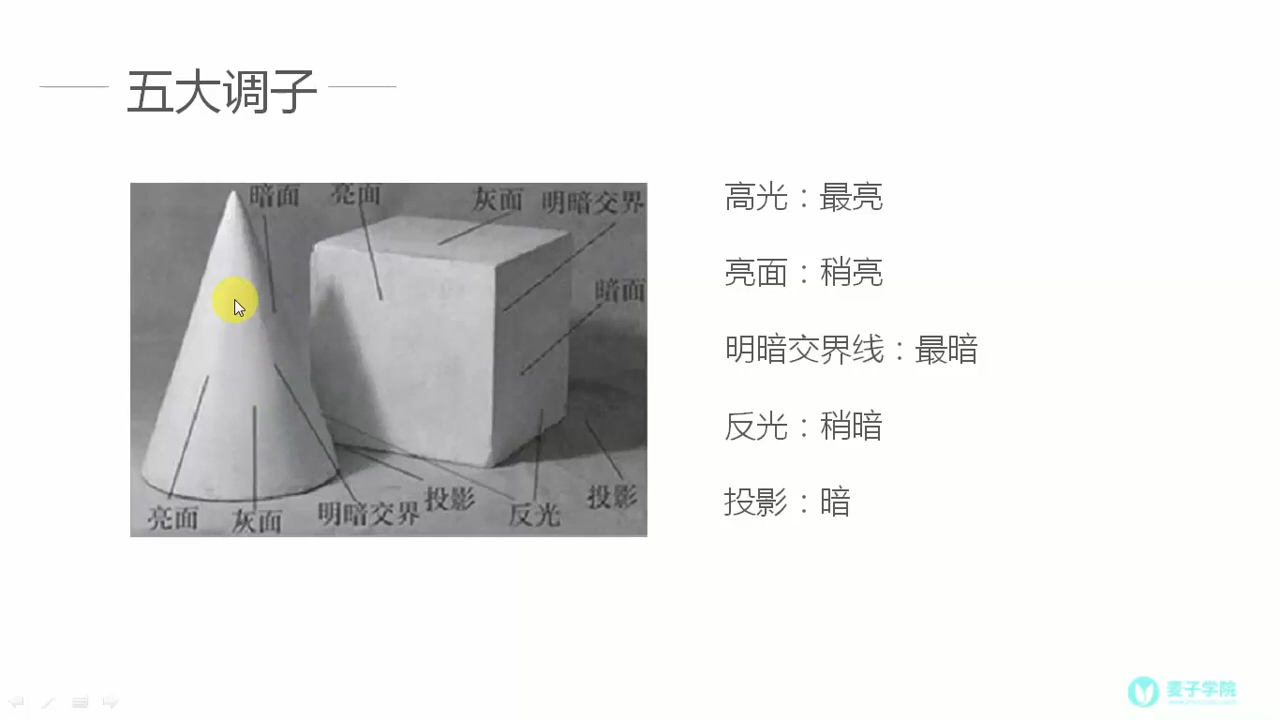 五大调子
暗面 亮面 灰面 明暗交界
暗面
亮面 灰面 明暗交界 投影 反光 投影
高光：最亮
亮面：稍亮
明暗交界线：最暗
反光：稍暗
投影：暗
麦子学院